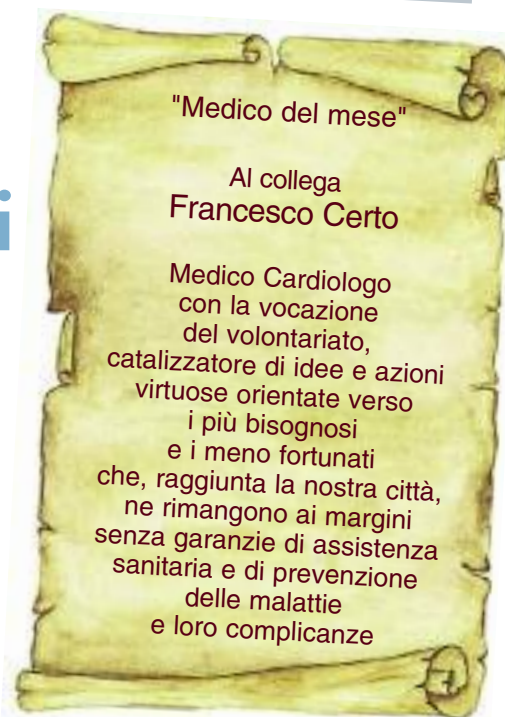 "Medico del mese"
Al collega
Francesco Certo
Medico Cardiologo
con la vocazione
del volontariato,
catalizzatore di idee e azioni
virtuose orientate verso
i più bisognosi
e i meno fortunati
che, raggiunta la nostra città,
ne rimangono ai margini
senza garanzie di assistenza
sanitaria e di prevenzione
delle malattie
e loro complicanze
i